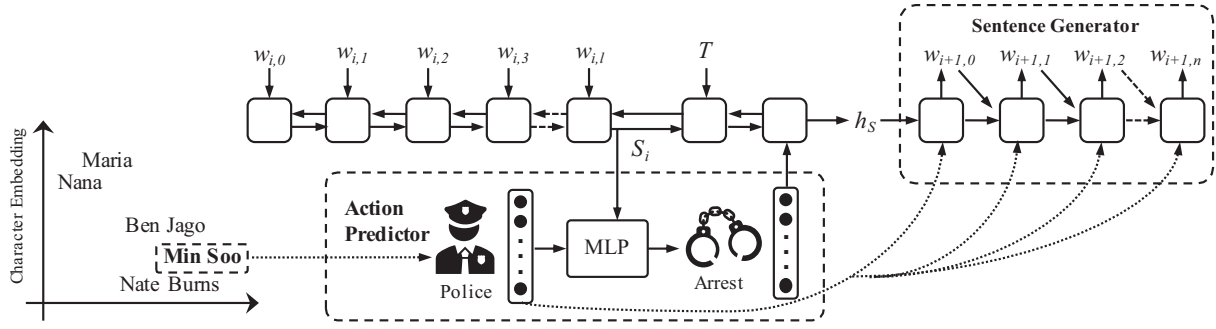 Sentence Generator
w_{i,0} w_{i,1} w_{i,2} w_{i,3} w_{i,l} T w_{i+1,0} w_{i+1,1} w_{i+1,2} w_{i+1,n}
h_S
S_i
Character Embedding
Maria
Nana
Ben Jago
Min Soo
Nate Burns
Action
Predictor
Police
MLP
Arrest